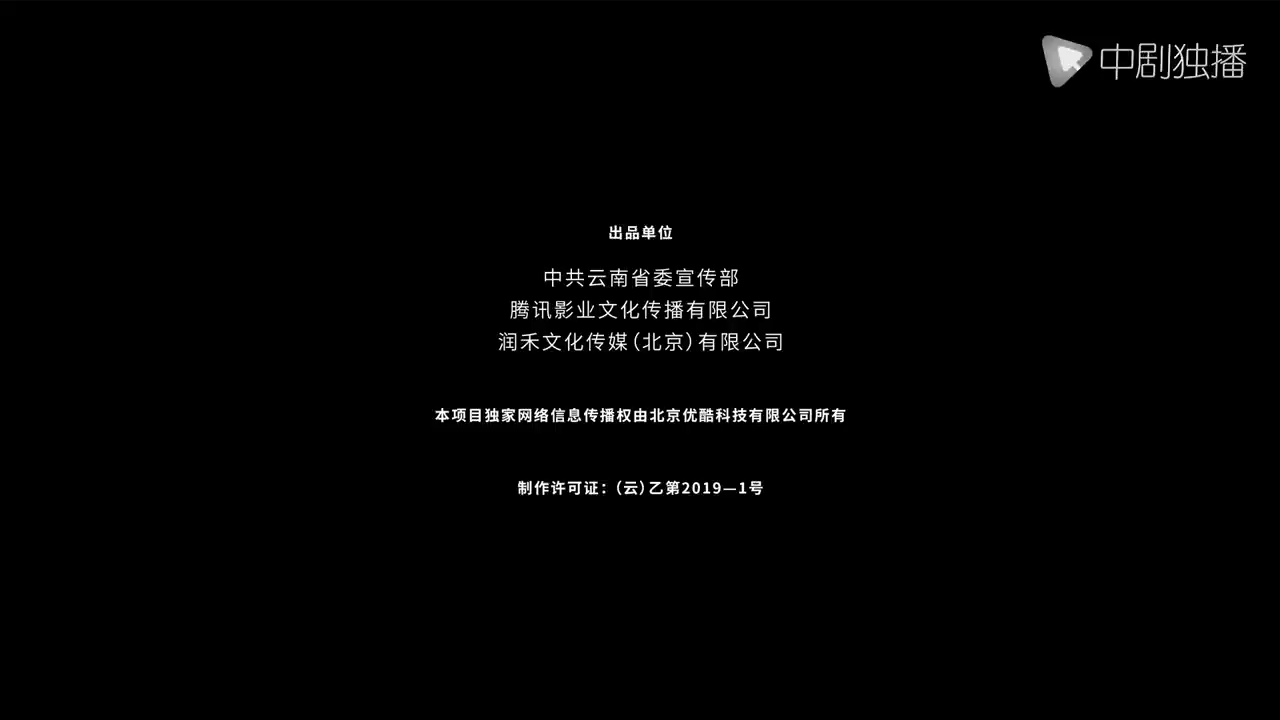 中剧独播
出品单位
中共云南省委宣传部
腾讯影业文化传播有限公司
润禾文化传媒(北京)有限公司
本项目独家网络信息传播权由北京优酷科技有限公司所有
制作许可证:(云)乙第2019—1号